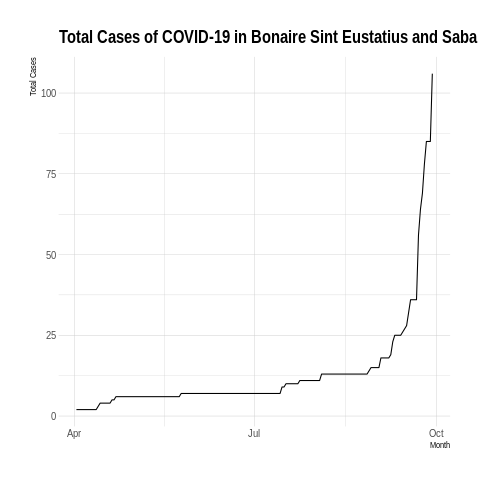 Total Cases of COVID-19 in Bonaire Sint Eustatius and Saba
Total Cases
100
75
50
25
0
Apr
Jul
Oct
Month